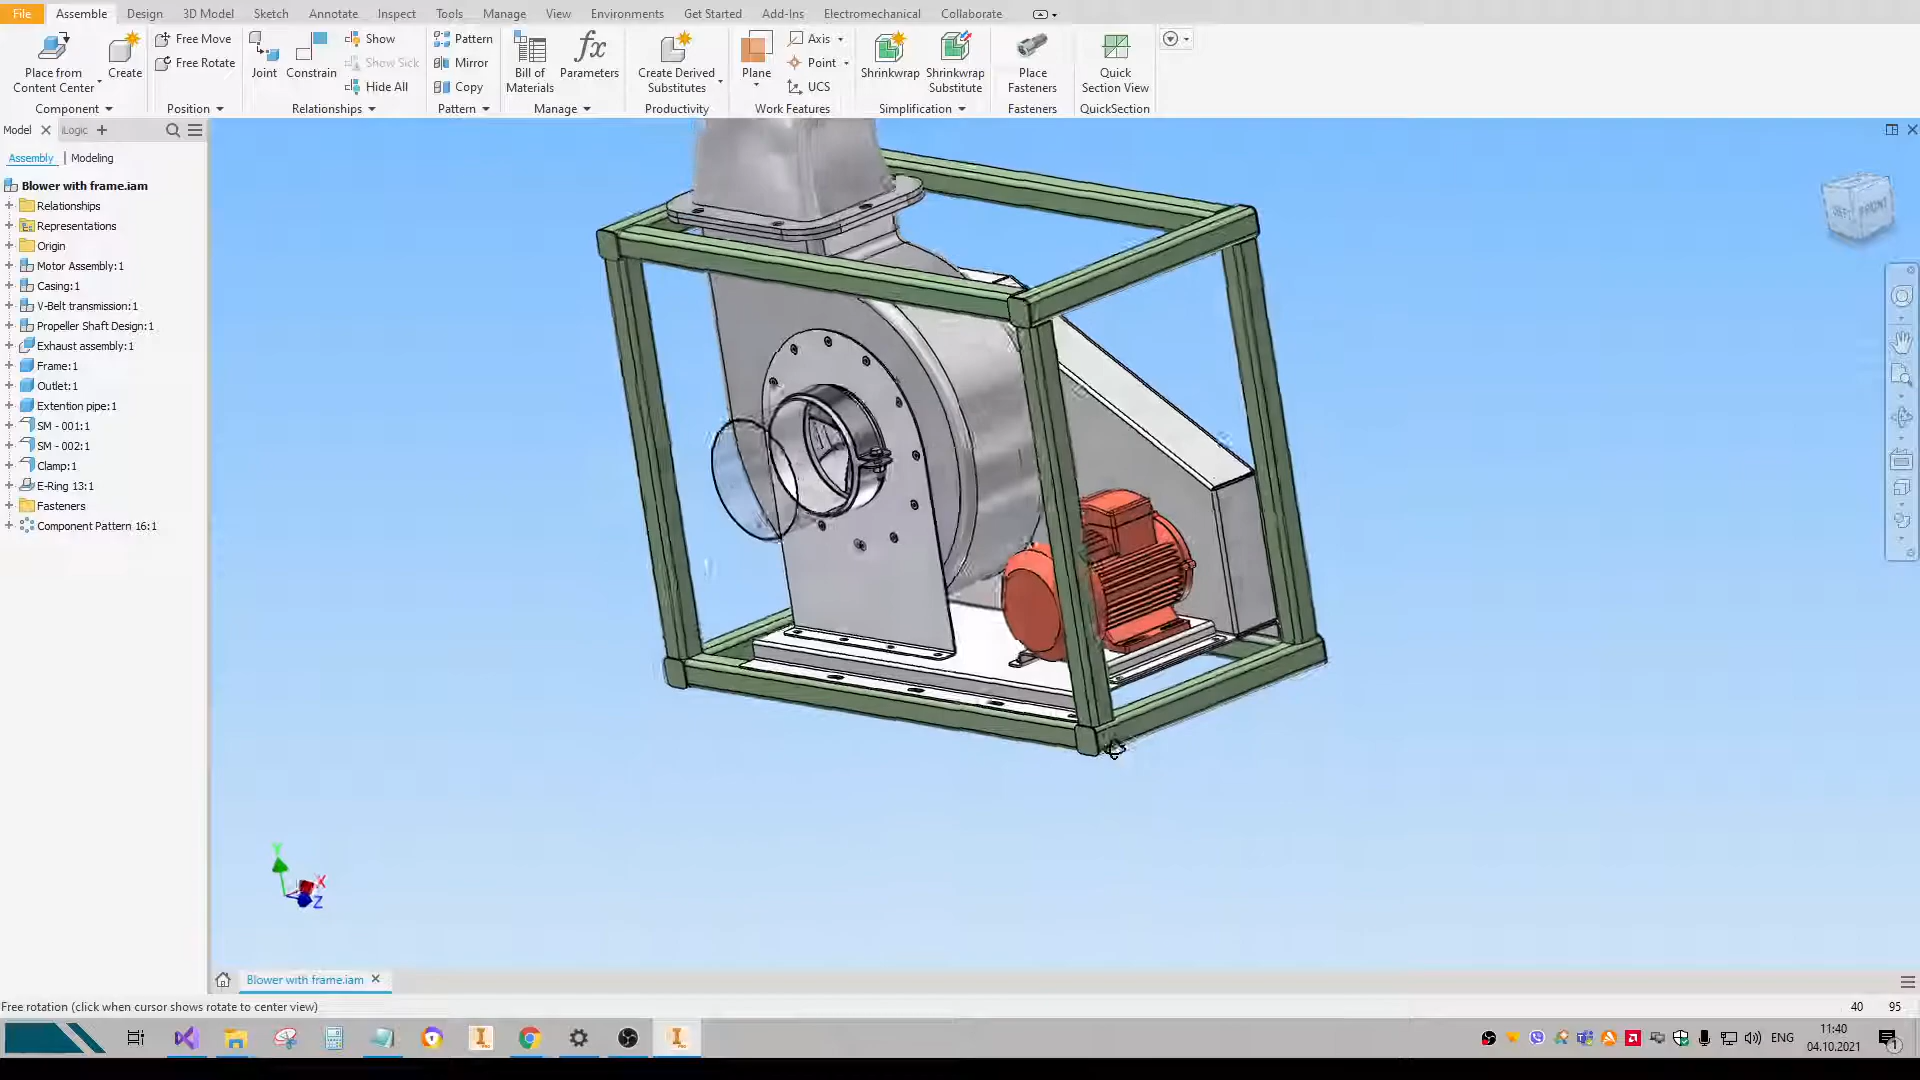 File Assemble Design 3D Model Sketch Annotate Inspect Tools Manage View Environments Get Started Add-Ins Electromechanical Collaborate
Place from Content Center
Create
Free Move
Free Rotate
Joint
Constrain
Show
Show Sick
Hide All
Pattern
Mirror
Copy
Bill of Materials
fx
Parameters
Create Derived Substitutes
Plane
Axis
Point
UCS
Shrinkwrap
Shrinkwrap Substitute
Place Fasteners
Quick Section View
Component Position Relationships Pattern Manage Productivity Work Features Simplification Fasteners QuickSection
Model iLogic
Assembly Modeling
Blower with frame.iam
Relationships
Representations
Origin
Motor Assembly:1
Casing:1
V-Belt transmission:1
Propeller Shaft Design:1
Exhaust assembly:1
Frame:1
Outlet:1
Extention pipe:1
SM - 001:1
SM - 002:1
Clamp:1
E-Ring 13:1
Fasteners
Component Pattern 16:1
FRONT
Y
X
Z
Blower with frame.iam
Free rotation (click when cursor shows rotate to center view)
40 95
ENG
11:40
04.10.2021
1